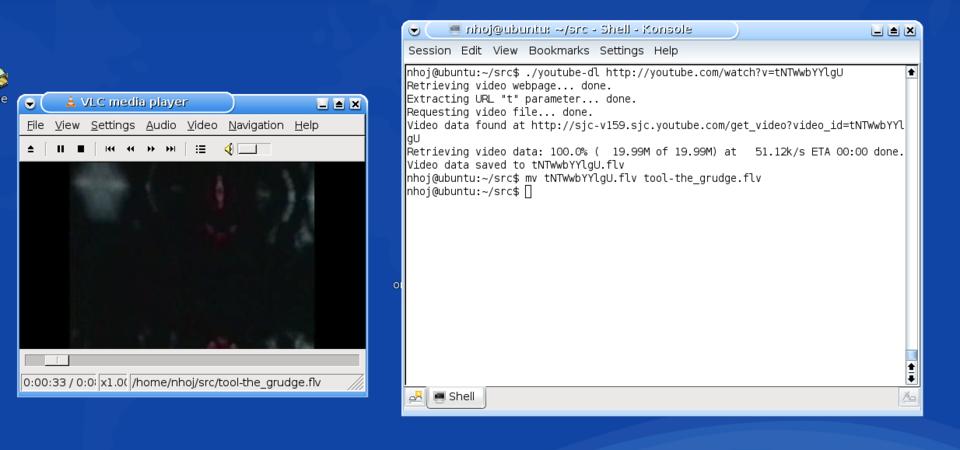 VLC media player
File View Settings Audio Video Navigation Help
0:00:33 / 0:0
x1.0
/home/nhoj/src/tool-the_grudge.flv
nhoj@ubuntu: ~/src - Shell - Konsole
Session Edit View Bookmarks Settings Help
nhoj@ubuntu:~/src$ ./youtube-dl http://youtube.com/watch?v=tNTWwbYYlgU
Retrieving video webpage... done.
Extracting URL "t" parameter... done.
Requesting video file... done.
Video data found at http://sjc-v159.sjc.youtube.com/get_video?video_id=tNTWwbYYl
gU
Retrieving video data: 100.0% (  19.99M of 19.99M) at   51.12k/s ETA 00:00 done.
Video data saved to tNTWwbYYlgU.flv
nhoj@ubuntu:~/src$ mv tNTWwbYYlgU.flv tool-the_grudge.flv
nhoj@ubuntu:~/src$
Shell